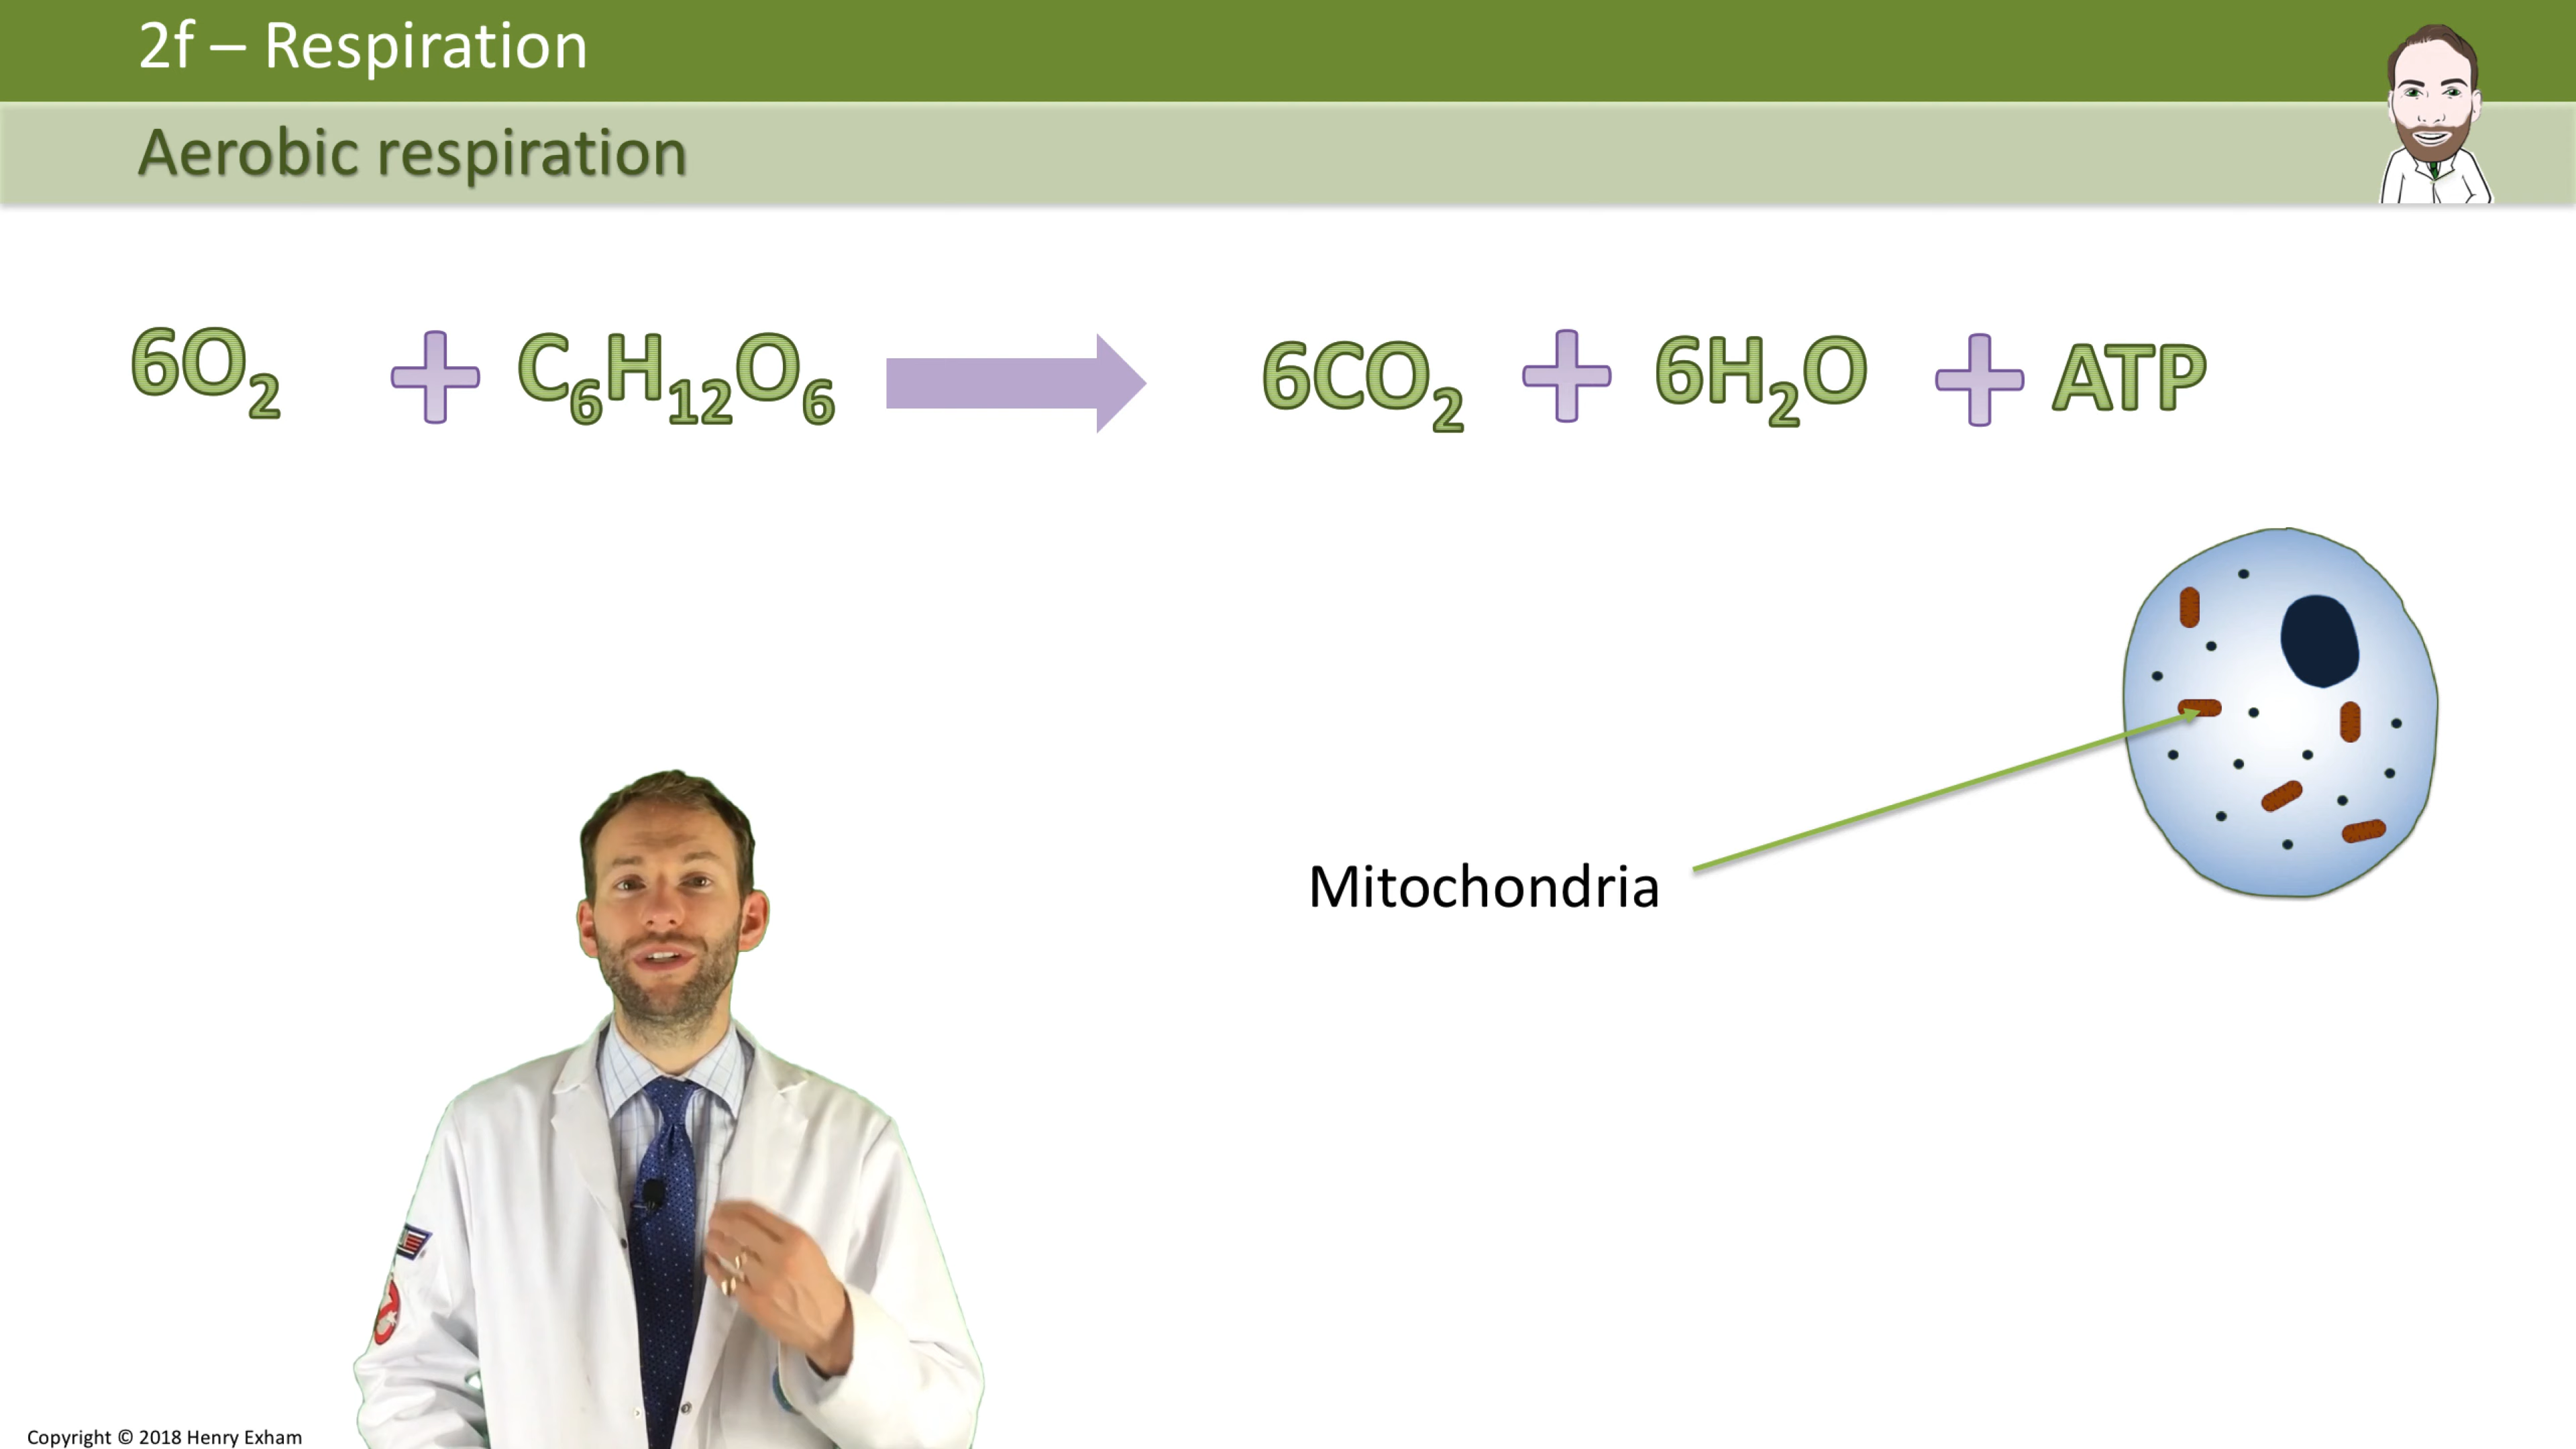 2f – Respiration
Aerobic respiration
6O₂ + C₆H₁₂O₆ 6CO₂ + 6H₂O + ATP
Mitochondria
Copyright © 2018 Henry Exham